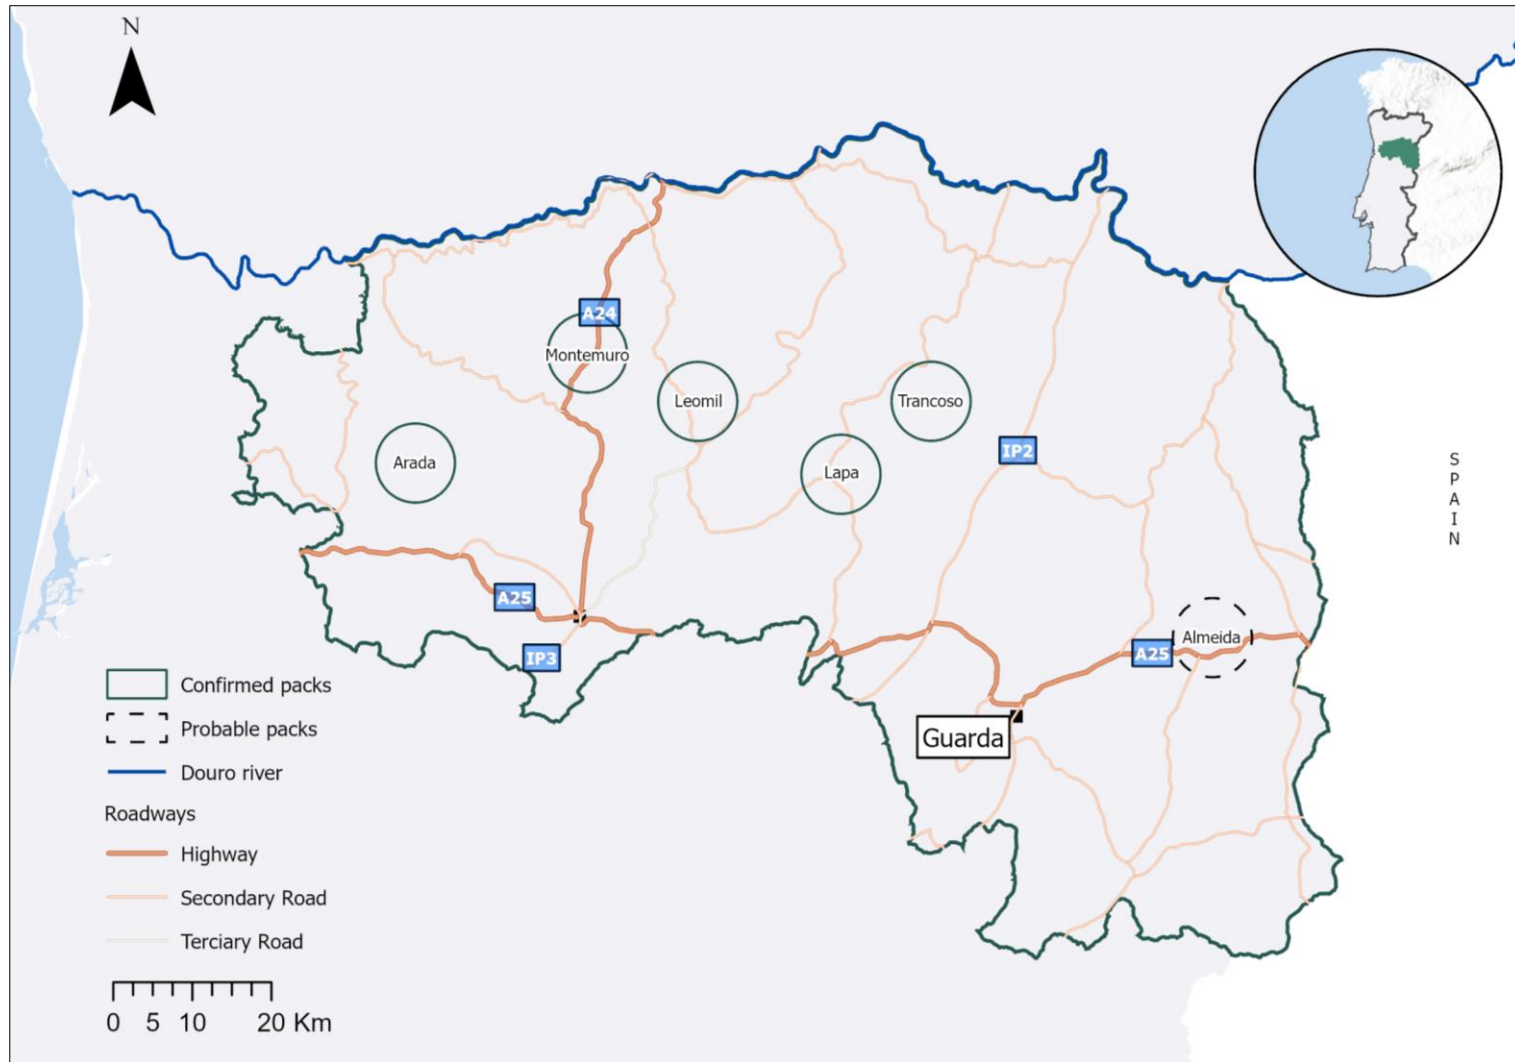 N
A24
Montemuro
Leomil
Trancoso
Arada
Lapa
IP2
S
P
A
I
N
A25
IP3
Almeida
A25
Guarda
Confirmed packs
Probable packs
Douro river
Roadways
Highway
Secondary Road
Terciary Road
0 5 10 20 Km